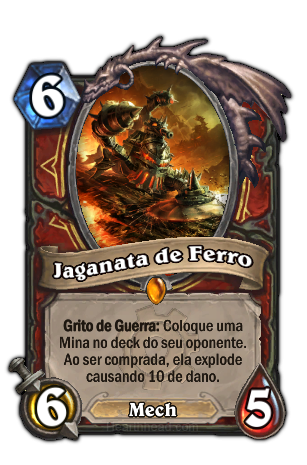 6
Jaganata de Ferro
Grito de Guerra: Coloque uma
Mina no deck do seu oponente.
Ao ser comprada, ela explode
causando 10 de dano.
6
Mech
5